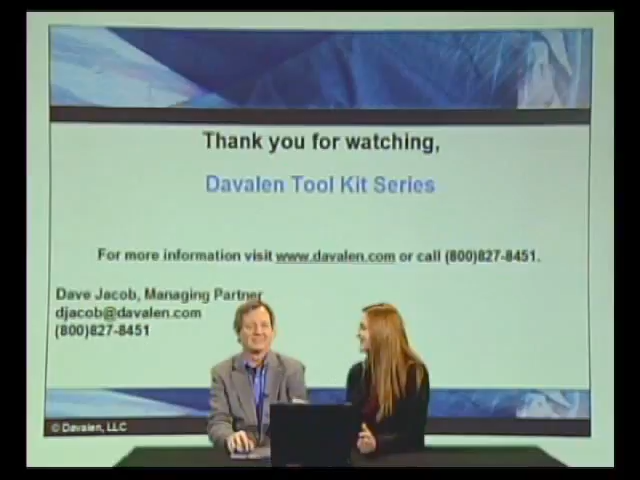 Thank you for watching,
Davalen Tool Kit Series
For more information visit www.davalen.com or call (800)827-8451.
Dave Jacob, Managing Partner
djacob@davalen.com
(800)827-8451
© Davalen, LLC